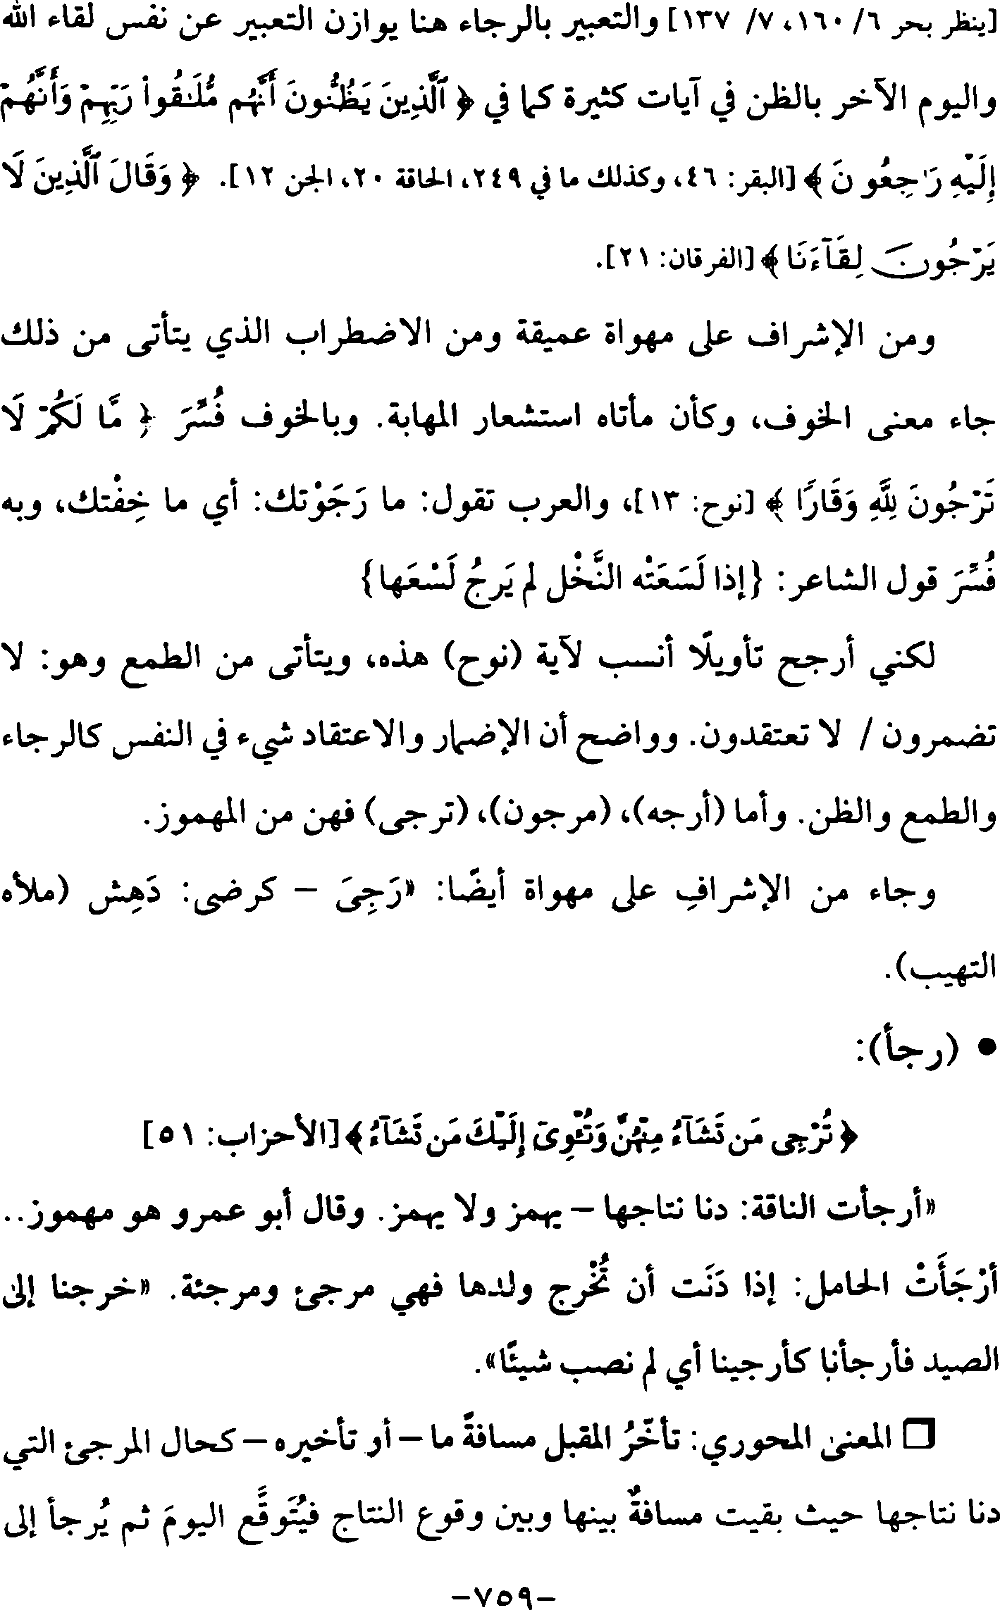 [ينظر بحر ٦/ ١٦٠، ٧/ ١٣٧] والتعبير بالرجاء هنا يوازن التعبير عن نفس لقاء الله
واليوم الآخر بالظن في آيات كثيرة كما في ﴿ ٱلَّذِينَ يَظُنُّونَ أَنَّهُم مُّلَـٰقُواْ رَبِّهِمۡ وَأَنَّهُمۡ
إِلَيۡهِ رَٰجِعُونَ ﴾ [البقر: ٤٦، وكذلك ما في ٢٤٩، الحاقة ٢٠، الجن ١٢]. ﴿ وَقَالَ ٱلَّذِينَ لَا
يَرۡجُونَ لِقَآءَنَا ﴾ [الفرقان: ٢١].
ومن الإشراف على مهواة عميقة ومن الاضطراب الذي يتأتى من ذلك
جاء معنى الخوف، وكأن مأتاه استشعار المهابة. وبالخوف فُسِّرَ ﴿ مَّا لَكُمۡ لَا
تَرۡجُونَ لِلَّهِ وَقَارًا ﴾ [نوح: ١٣]، والعرب تقول: ما رَجَوْتك: أي ما خِفْتك، وبه
فُسِّرَ قول الشاعر: {إذا لَسَعَتْه النَّحْل لم يَرجُ لَسْعَها}
لكني أرجح تأويلًا أنسب لآية (نوح) هذه، ويتأتى من الطمع وهو: لا
تضمرون / لا تعتقدون. وواضح أن الإضمار والاعتقاد شيء في النفس كالرجاء
والطمع والظن. وأما (أرجه)، (مرجون)، (ترجى) فهن من المهموز.
وجاء من الإشرافِ على مهواة أيضًا: «رَجِىَ – كرضى: دَهِش (ملأه
التهيب).
● (رجأ):
﴿ تُرۡجِى مَن تَشَآءُ مِنۡهُنَّ وَتُـٔۡوِىٓ إِلَيۡكَ مَن تَشَآءُ ﴾ [الأحزاب: ٥١]
«أرجأت الناقة: دنا نتاجها – يهمز ولا يهمز. وقال أبو عمرو هو مهموز..
أرْجَأَتْ الحامل: إذا دَنَت أن تُخْرِج ولدها فهي مرجئ ومرجئة. «خرجنا إلى
الصيد فأرجأنا كأرجينا أي لم نصب شيئًا».
❒ المعنى المحوري: تأخّرُ المقبل مسافةً ما – أو تأخيره – كحال المرجئ التي
دنا نتاجها حيث بقيت مسافةٌ بينها وبين وقوع النتاج فيُتَوقَّع اليومَ ثم يُرجأ إلى
-٧٥٩-